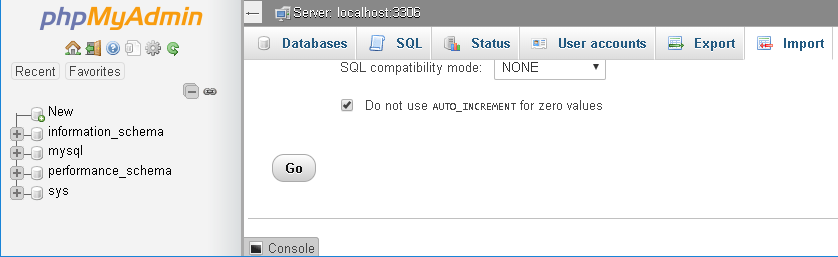 phpMyAdmin
Recent Favorites
New
information_schema
mysql
performance_schema
sys
Server: localhost:3306
Databases SQL Status User accounts Export Import
SQL compatibility mode: NONE
Do not use AUTO_INCREMENT for zero values
Go
Console